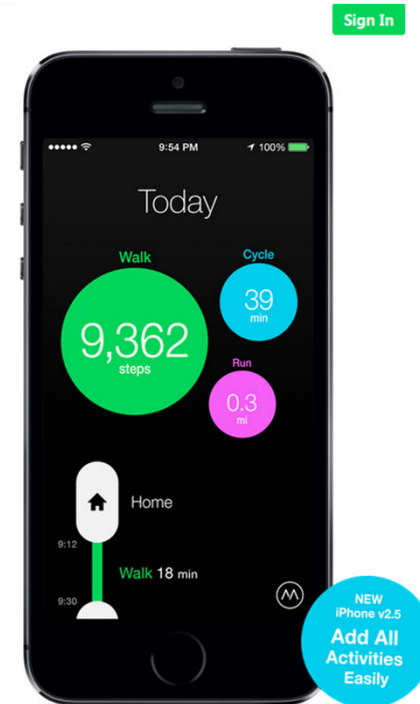 Sign In
9:54 PM
100%
Today
Walk
9,362
steps
Cycle
39
min
Run
0.3
mi
Home
9:12
Walk 18 min
9:30
NEW
iPhone v2.5
Add All
Activities
Easily